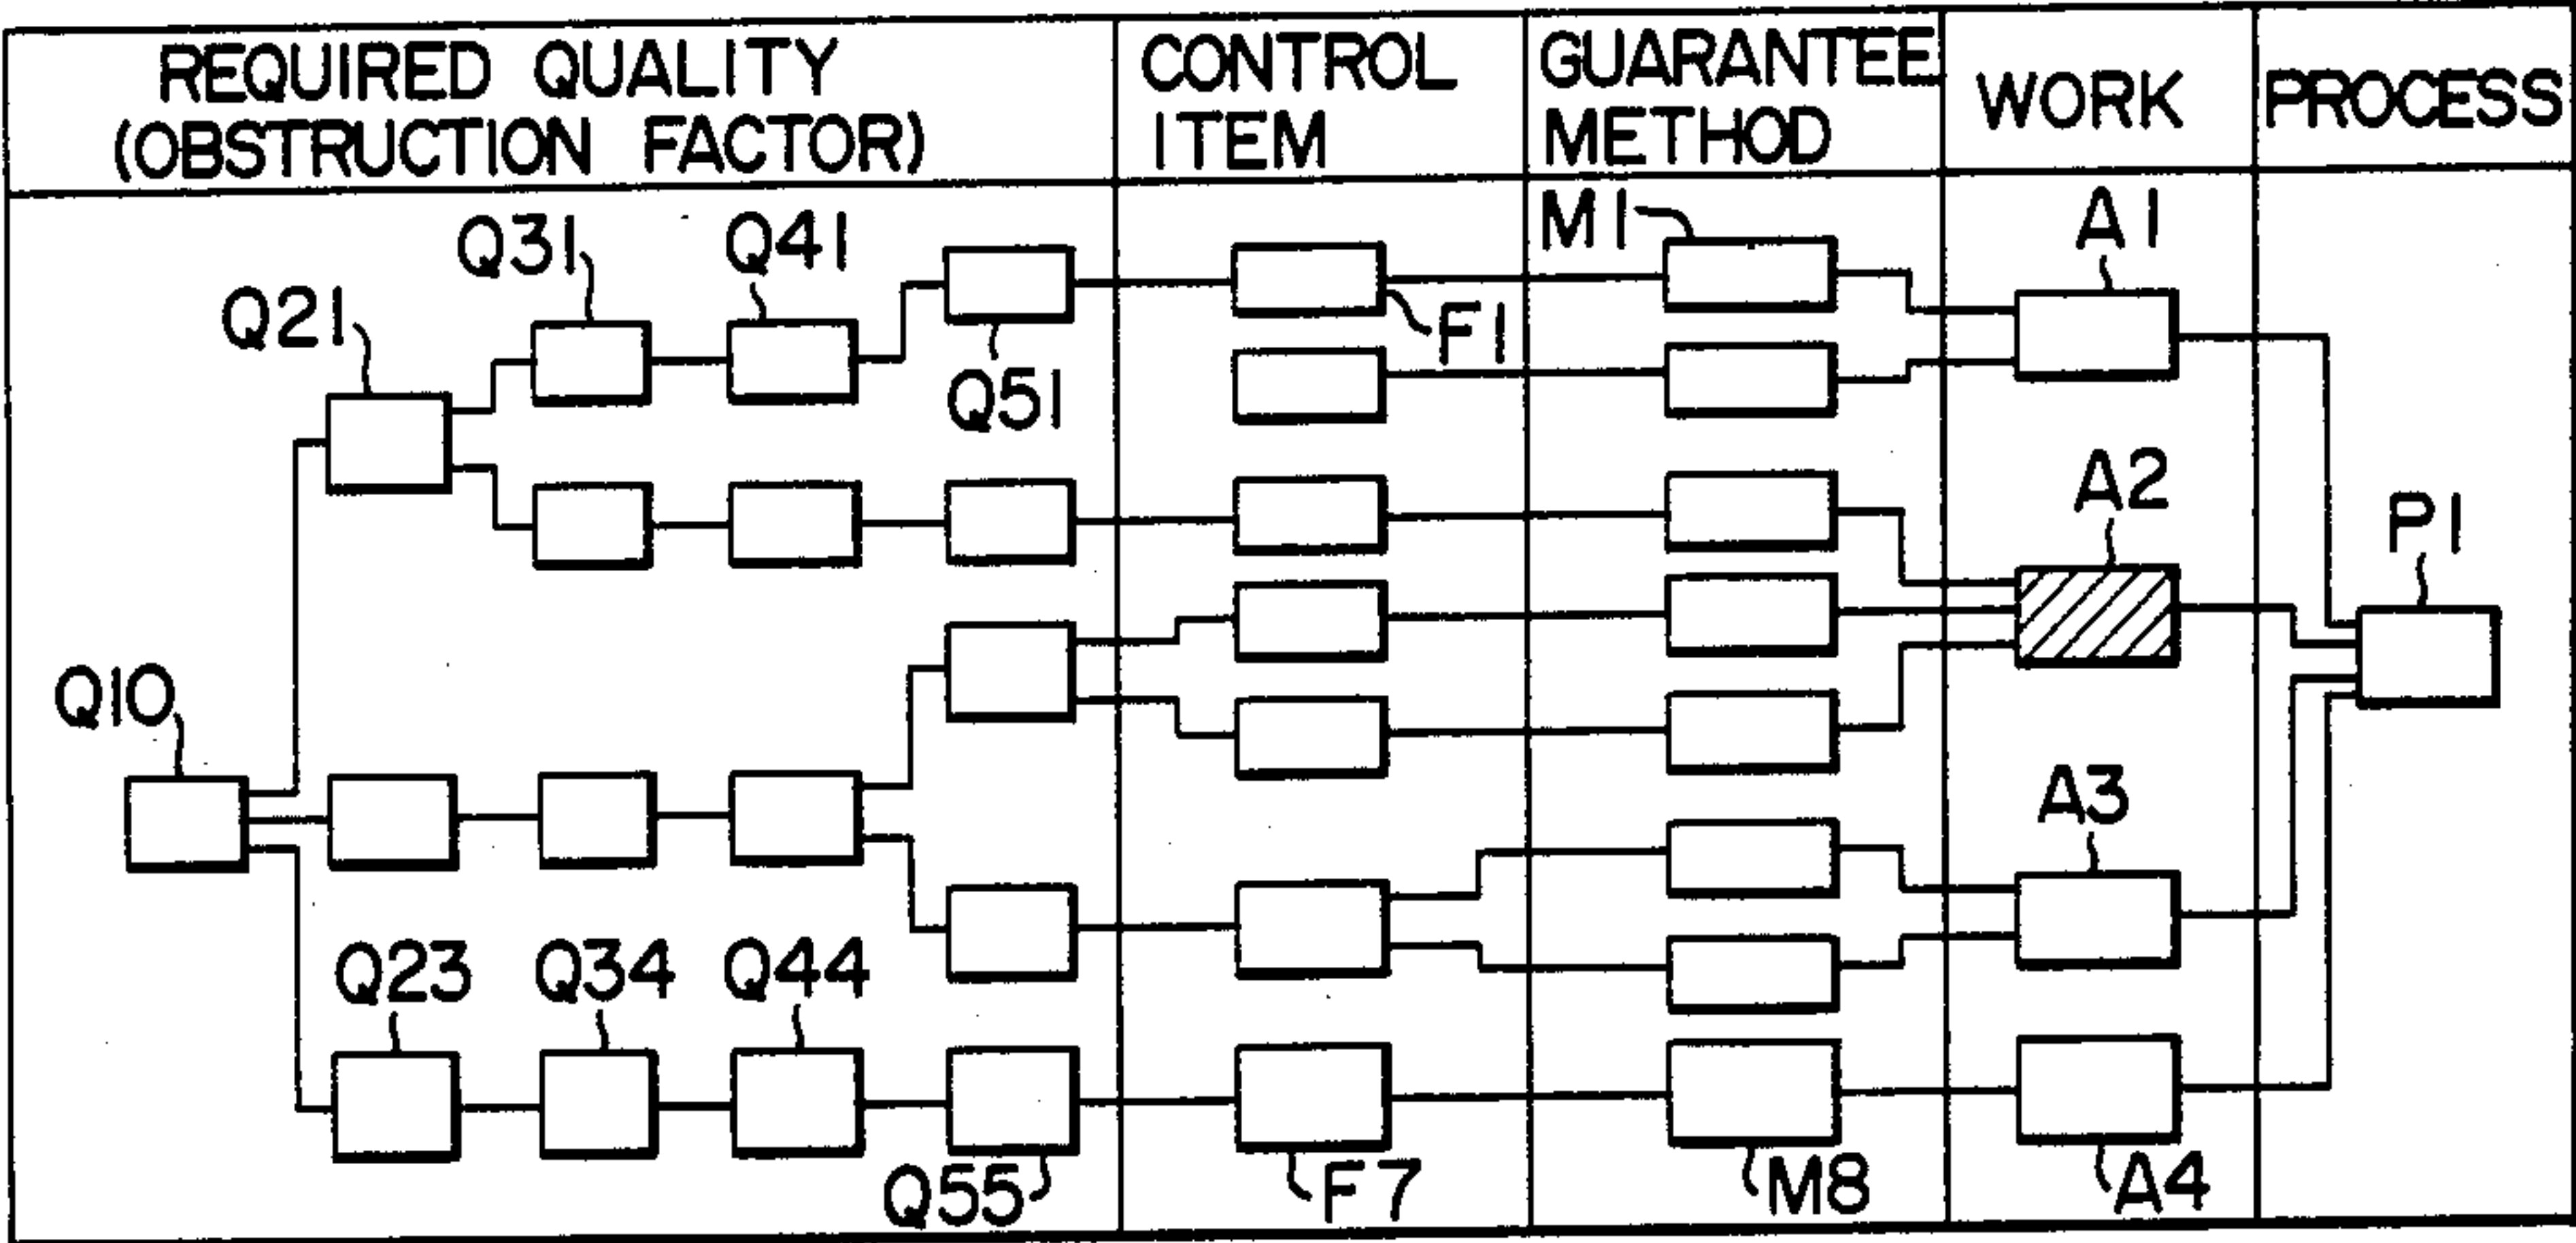 REQUIRED QUALITY
(OBSTRUCTION FACTOR)
CONTROL
ITEM
GUARANTEE
METHOD
WORK
PROCESS
Q10
Q21
Q31
Q41
Q51
Q23
Q34
Q44
Q55
F1
F7
M1
M8
A1
A2
A3
A4
P1